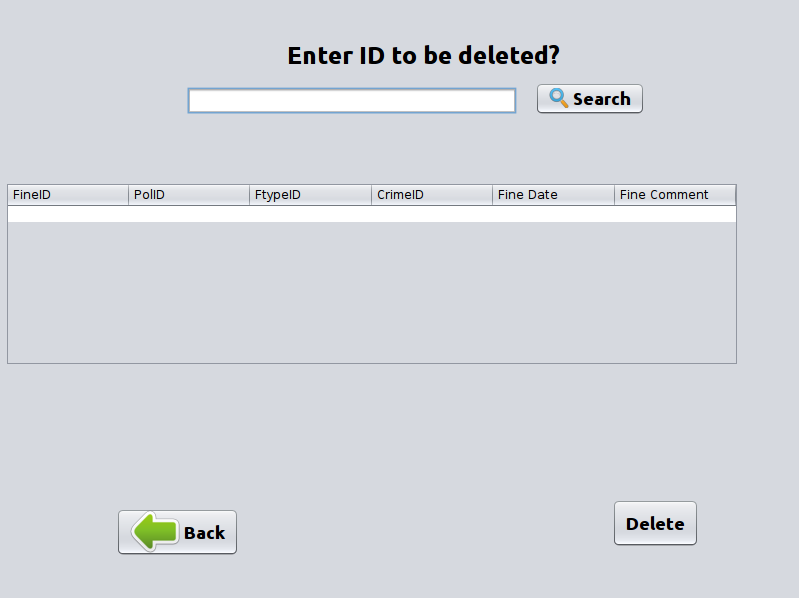 Enter ID to be deleted?
Search
FineID PolID FtypeID CrimeID Fine Date Fine Comment
Back
Delete